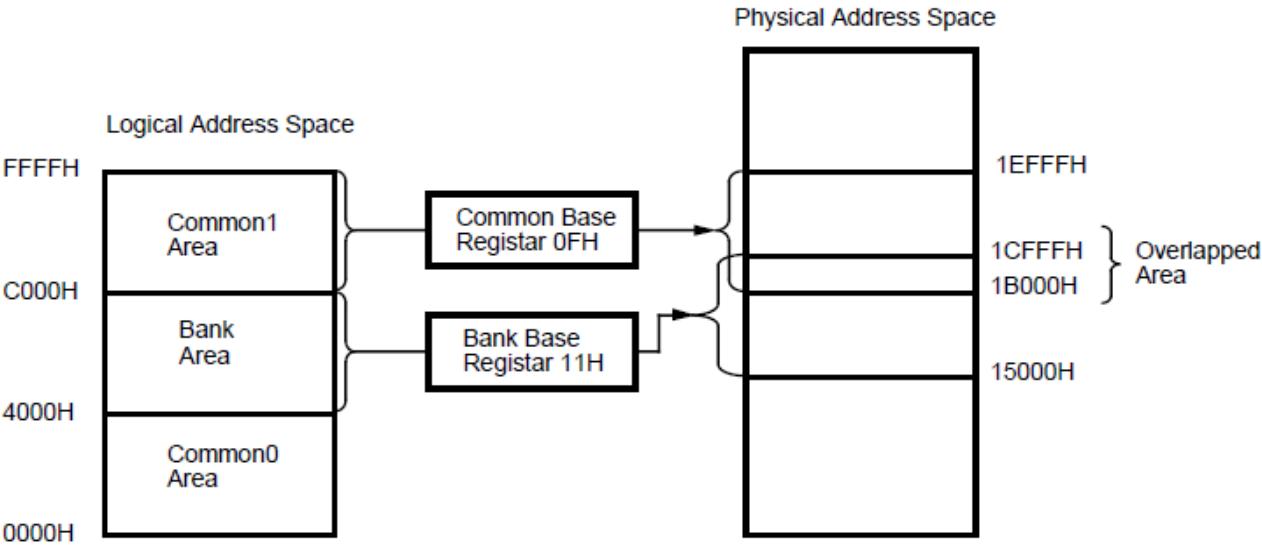 Physical Address Space
Logical Address Space
FFFFH
Common1
Area
C000H
Bank
Area
4000H
Common0
Area
0000H
Common Base
Registar 0FH
Bank Base
Registar 11H
1EFFFH
1CFFFH
1B000H
Overlapped
Area
15000H